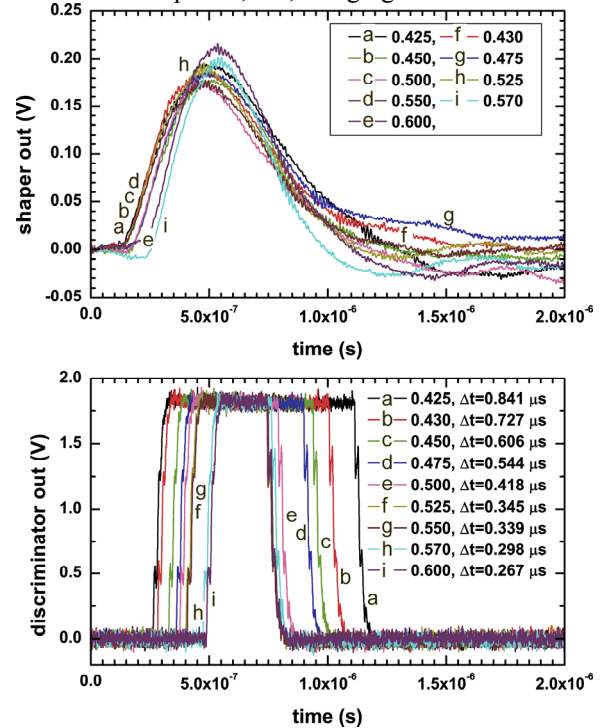 0.25
0.20
0.15
0.10
0.05
0.00
-0.05
shaper out (V)
a 0.425, f 0.430
b 0.450, g 0.475
c 0.500, h 0.525
d 0.550, i 0.570
e 0.600,
h
d
c
b
a
e
i
g
f
0.0 5.0x10⁻⁷ 1.0x10⁻⁶ 1.5x10⁻⁶ 2.0x10⁻⁶
time (s)
2.0
1.5
1.0
0.5
0.0
discriminator out (V)
a 0.425, Δt=0.841 μs
b 0.430, Δt=0.727 μs
c 0.450, Δt=0.606 μs
d 0.475, Δt=0.544 μs
e 0.500, Δt=0.418 μs
f 0.525, Δt=0.345 μs
g 0.550, Δt=0.339 μs
h 0.570, Δt=0.298 μs
i 0.600, Δt=0.267 μs
g
f
h
i
e
d
c
b
a
0.0 5.0x10⁻⁷ 1.0x10⁻⁶ 1.5x10⁻⁶ 2.0x10⁻⁶
time (s)